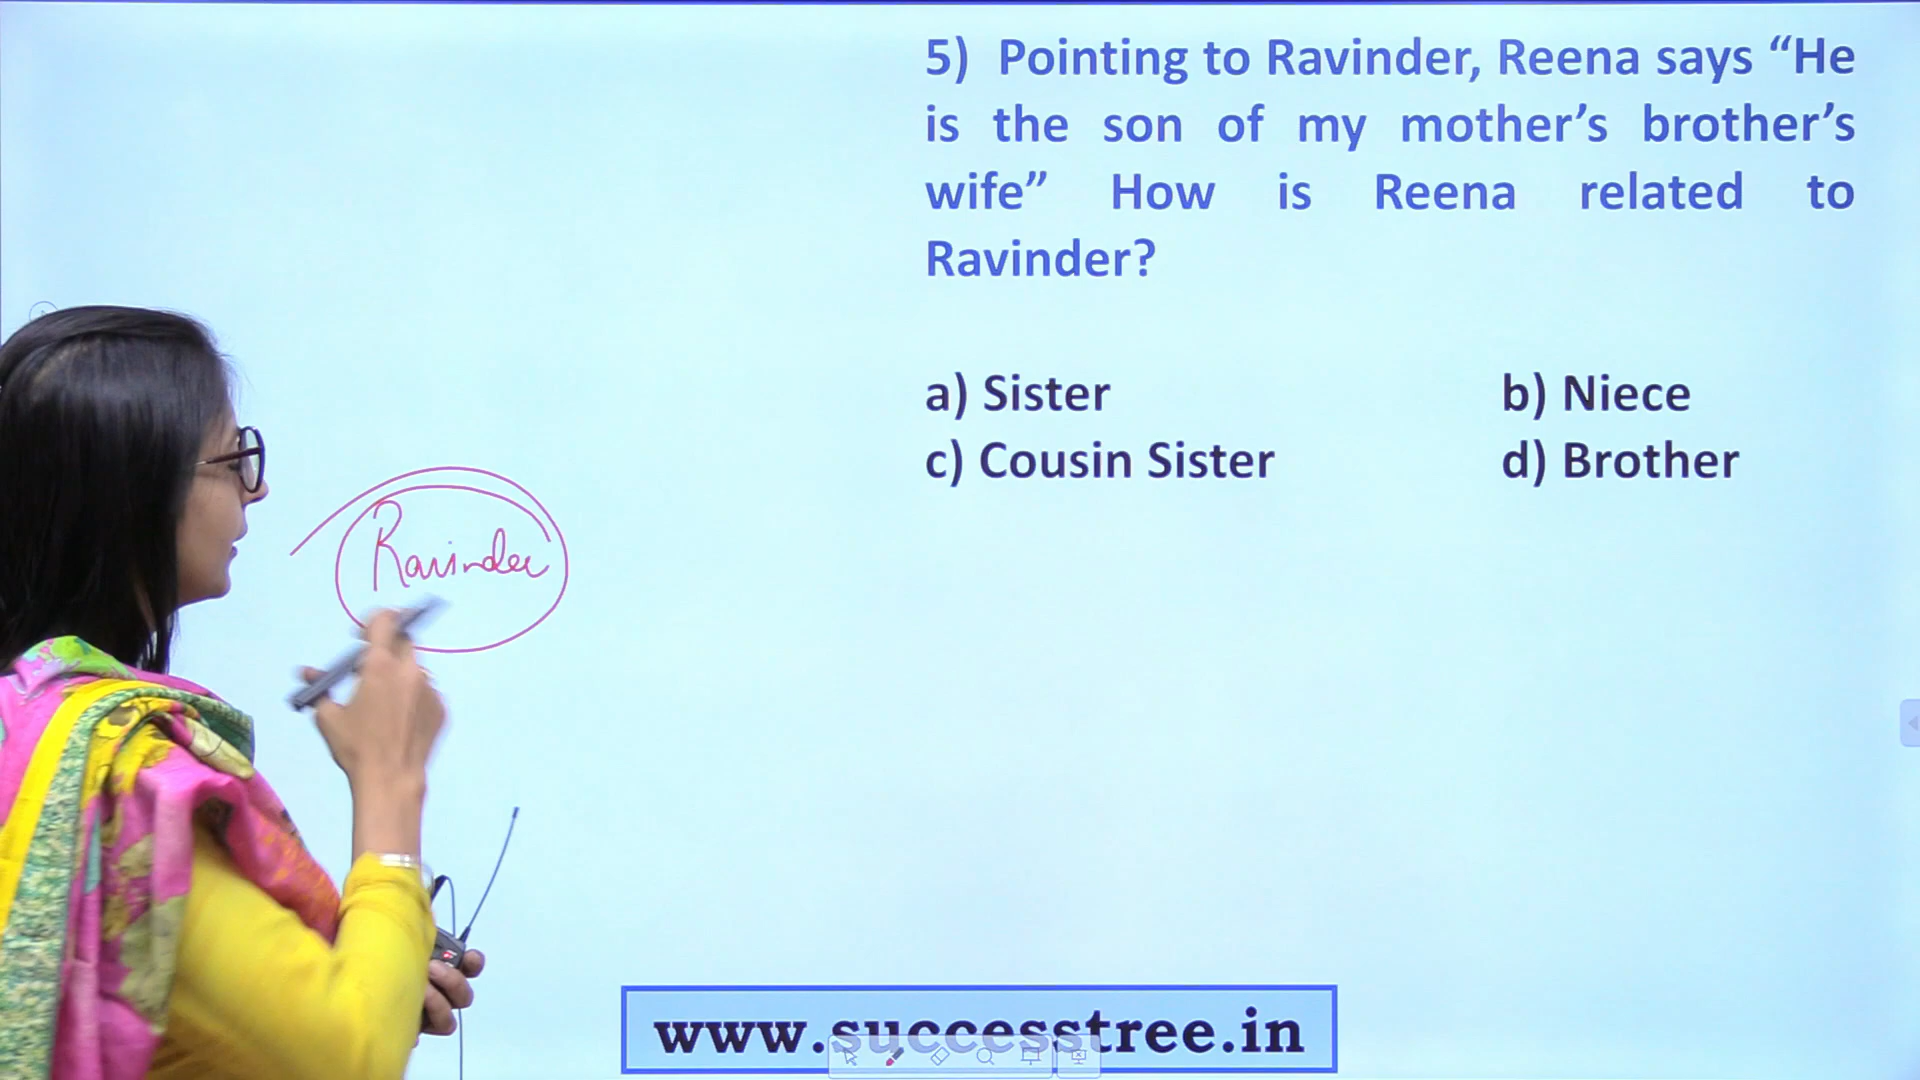 5) Pointing to Ravinder, Reena says “He
is the son of my mother’s brother’s
wife” How is Reena related to
Ravinder?
a) Sister b) Niece
c) Cousin Sister d) Brother
Ravinder
www.successtree.in